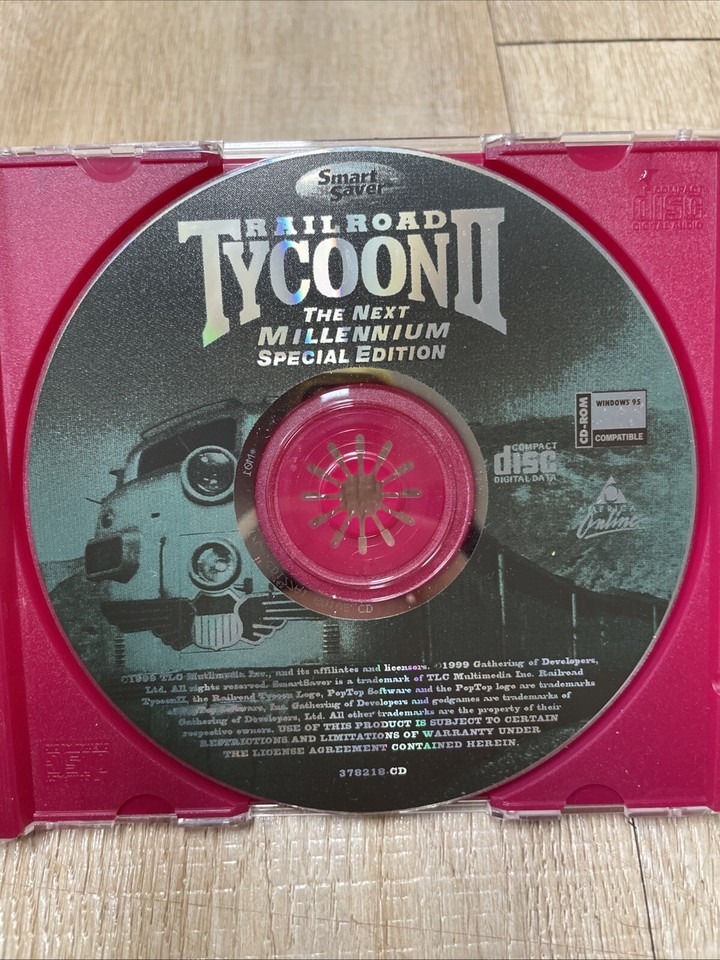 Smart
Saver
RAILROAD
TYCOON II
THE NEXT
MILLENNIUM
SPECIAL EDITION
COMPACT
disc
DIGITAL AUDIO
CD-ROM
WINDOWS 95
COMPATIBLE
COMPACT
disc
DIGITAL DATA
AMERICA
Online
CD
©1999 TLC Multimedia Inc., and its affiliates and licensors. ©1999 Gathering of Developers,
Ltd. All rights reserved. SmartSaver is a trademark of TLC Multimedia Inc. Railroad
TycoonII, the Railroad Tycoon Logo, PopTop Software and the PopTop logo are trademarks
Software, Inc. Gathering of Developers and godgames are trademarks of
Gathering of Developers, Ltd. All other trademarks are the property of their
respective owners. USE OF THIS PRODUCT IS SUBJECT TO CERTAIN
RESTRICTIONS AND LIMITATIONS OF WARRANTY UNDER
THE LICENSE AGREEMENT CONTAINED HEREIN.
378218-CD